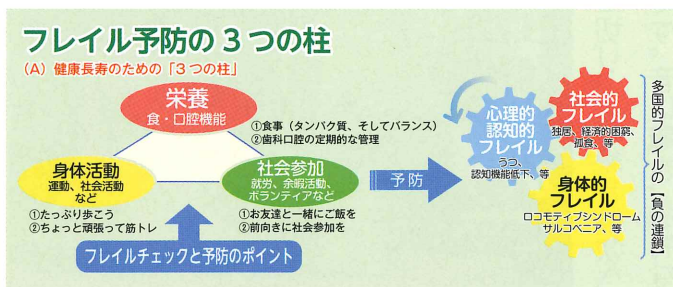 フレイル予防の3つの柱
(A) 健康長寿のための「3つの柱」
栄養
食・口腔機能
①食事（タンパク質、そしてバランス）
②歯科口腔の定期的な管理
身体活動
運動、社会活動
など
①たっぷり歩こう
②ちょっと頑張って筋トレ
社会参加
就労、余暇活動、
ボランティアなど
①お友達と一緒にご飯を
②前向きに社会参加を
フレイルチェックと予防のポイント
予防
心理的
認知的
フレイル
うつ、
認知機能低下、等
社会的
フレイル
独居、経済的困窮、
孤食、等
身体的
フレイル
ロコモティブシンドローム
サルコペニア、等
多国的フレイルの【負の連鎖】